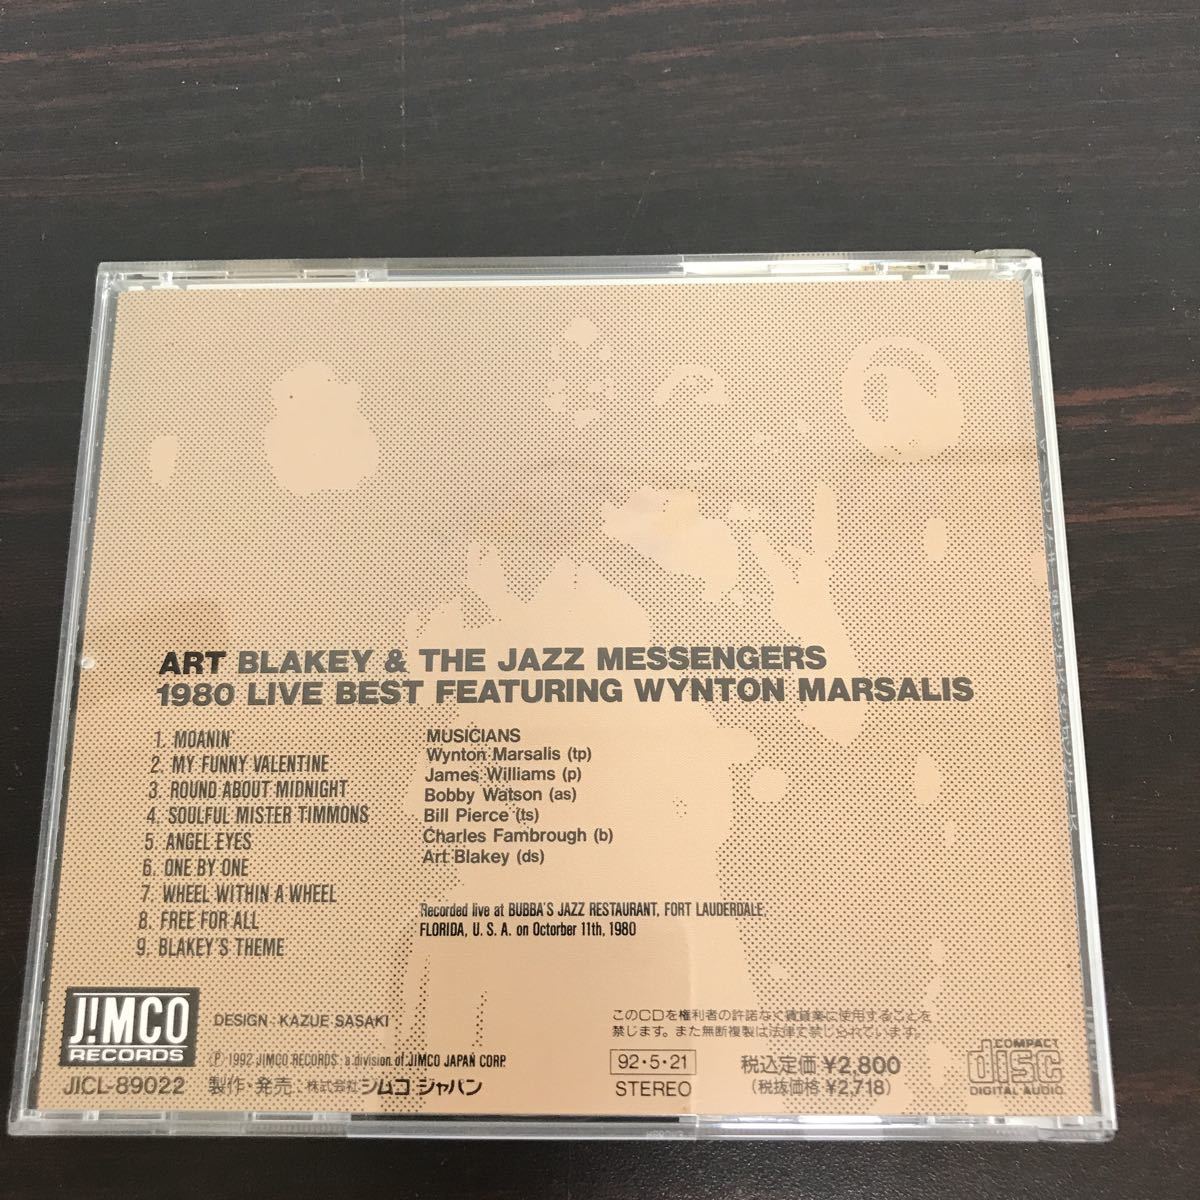 ART BLAKEY & THE JAZZ MESSENGERS
1980 LIVE BEST FEATURING WYNTON MARSALIS
1. MOANIN'
2. MY FUNNY VALENTINE
3. ROUND ABOUT MIDNIGHT
4. SOULFUL MISTER TIMMONS
5. ANGEL EYES
6. ONE BY ONE
7. WHEEL WITHIN A WHEEL
8. FREE FOR ALL
9. BLAKEY'S THEME
MUSICIANS
Wynton Marsalis (tp)
James Williams (p)
Bobby Watson (as)
Bill Pierce (ts)
Charles Fambrough (b)
Art Blakey (ds)
Recorded live at BUBBA'S JAZZ RESTAURANT, FORT LAUDERDALE,
FLORIDA, U. S. A. on Octorber 11th, 1980
J!MCO
RECORDS
JICL-89022
DESIGN : KAZUE SASAKI
℗ 1992 JIMCO RECORDS a division of JIMCO JAPAN CORP.
製作・発売：株式会社ジムコ ジャパン
このCDを権利者の許諾なく賃貸業に使用することを
禁じます。また無断複製は法律で禁じられています。
92・5・21
STEREO
税込定価 ¥2,800
(税抜価格 ¥2,718)
COMPACT
disc
DIGITAL AUDIO